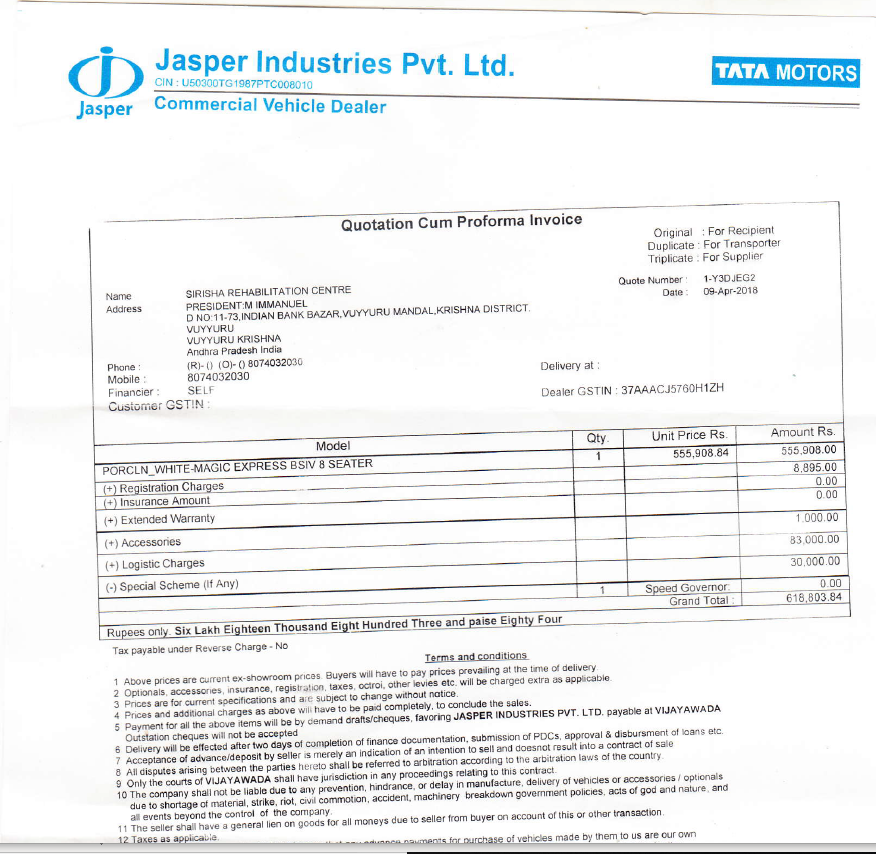 Jasper Industries Pvt. Ltd.
CIN : U50300TG1987PTC008010
TATA MOTORS
Jasper
Commercial Vehicle Dealer
Quotation Cum Proforma Invoice
Original : For Recipient
Duplicate : For Transporter
Triplicate : For Supplier
Quote Number : 1-Y3DJEG2
Date : 09-Apr-2018
Name SIRISHA REHABILITATION CENTRE
Address PRESIDENT:M IMMANUEL
D NO:11-73,INDIAN BANK BAZAR,VUYYURU MANDAL,KRISHNA DISTRICT.
VUYYURU
VUYYURU KRISHNA
Andhra Pradesh India
Phone : (R)- () (O)- () 8074032030
Delivery at :
Mobile : 8074032030
Financier : SELF
Dealer GSTIN : 37AAACJ5760H1ZH
Customer GSTIN :
Model Qty. Unit Price Rs. Amount Rs.
PORCLN_WHITE-MAGIC EXPRESS BSIV 8 SEATER 1 555,908.84 555,908.00
(+) Registration Charges 8,895.00
(+) Insurance Amount 0.00
(+) Extended Warranty 0.00
(+) Accessories 1,000.00
(+) Logistic Charges 83,000.00
(-) Special Scheme (If Any) 30,000.00
1 Speed Governor: 0.00
Grand Total : 618,803.84
Rupees only. Six Lakh Eighteen Thousand Eight Hundred Three and paise Eighty Four
Tax payable under Reverse Charge - No
Terms and conditions
1 Above prices are current ex-showroom prices. Buyers will have to pay prices prevailing at the time of delivery
2 Optionals, accessories, insurance, registration, taxes, octroi, other levies etc. will be charged extra as applicable.
3 Prices are for current specifications and are subject to change without notice.
4 Prices and additional charges as above will have to be paid completely, to conclude the sales.
5 Payment for all the above items will be by demand drafts/cheques, favoring JASPER INDUSTRIES PVT. LTD. payable at VIJAYAWADA
Outstation cheques will not be accepted
6 Delivery will be effected after two days of completion of finance documentation, submission of PDCs, approval & disbursment of loans etc.
7 Acceptance of advance/deposit by seller is merely an indication of an intention to sell and doesnot result into a contract of sale
8 All disputes arising between the parties hereto shall be referred to arbitration according to the arbitration laws of the country.
9 Only the courts of VIJAYAWADA shall have jurisdiction in any proceedings relating to this contract.
10 The company shall not be liable due to any prevention, hindrance, or delay in manufacture, delivery of vehicles or accessories / optionals
due to shortage of material, strike, riot, civil commotion, accident, machinery breakdown government policies, acts of god and nature, and
all events beyond the control of the company.
11 The seller shall have a general lien on goods for all moneys due to seller from buyer on account of this or other transaction.
12 Taxes as applicable.
any advance payments for purchase of vehicles made by them to us are our own